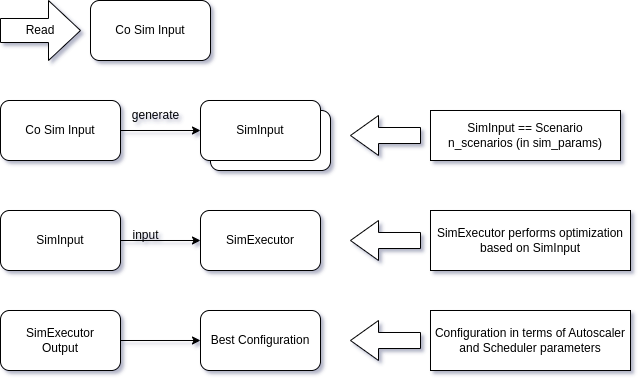 Read
Co Sim Input
Co Sim Input
generate
SimInput
SimInput == Scenario
n_scenarios (in sim_params)
SimInput
input
SimExecutor
SimExecutor performs optimization
based on SimInput
SimExecutor
Output
Best Configuration
Configuration in terms of Autoscaler
and Scheduler parameters